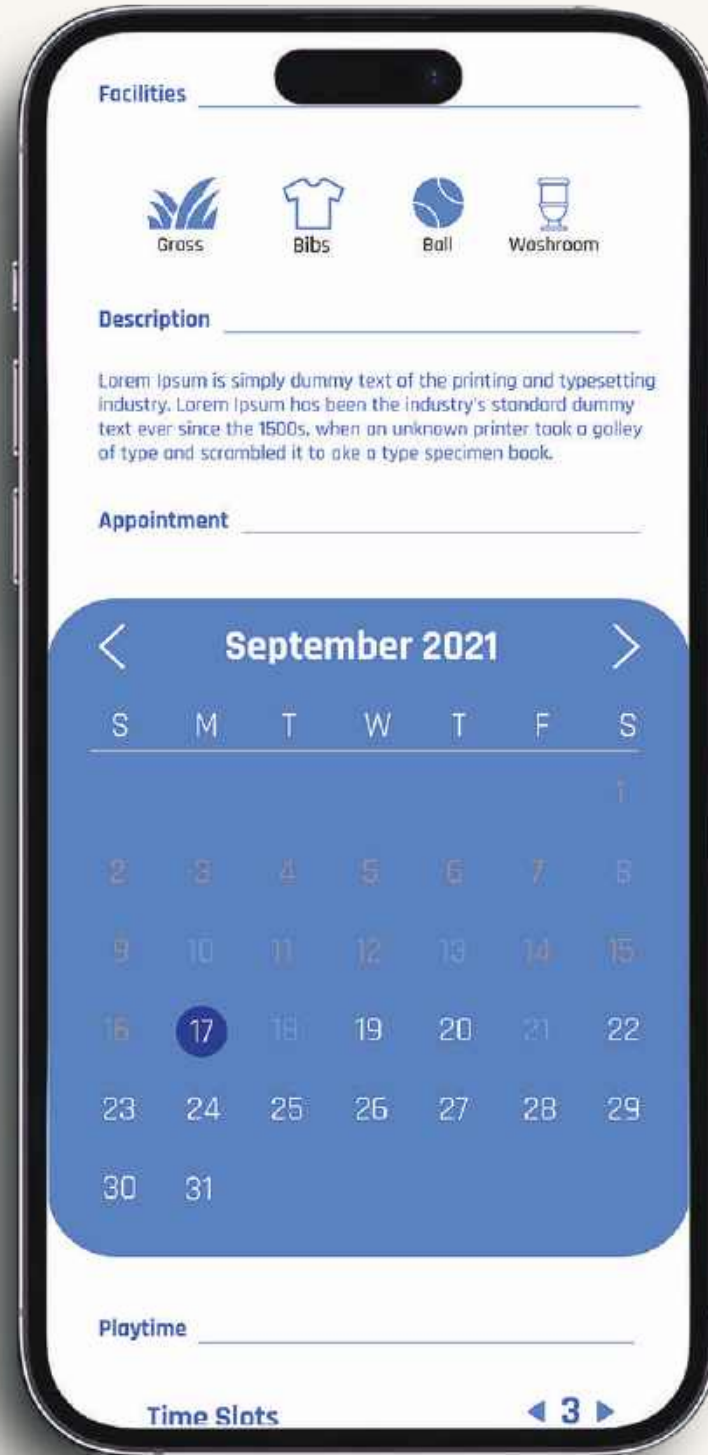 Facilities
Grass Bibs Ball Washroom
Description
Lorem Ipsum is simply dummy text of the printing and typesetting
industry. Lorem Ipsum has been the industry's standard dummy
text ever since the 1500s, when an unknown printer took a galley
of type and scrambled it to ake a type specimen book.
Appointment
September 2021
S M T W T F S
1
2 3 4 5 6 7 8
9 10 11 12 13 14 15
16 17 18 19 20 21 22
23 24 25 26 27 28 29
30 31
Playtime
Time Slots 3